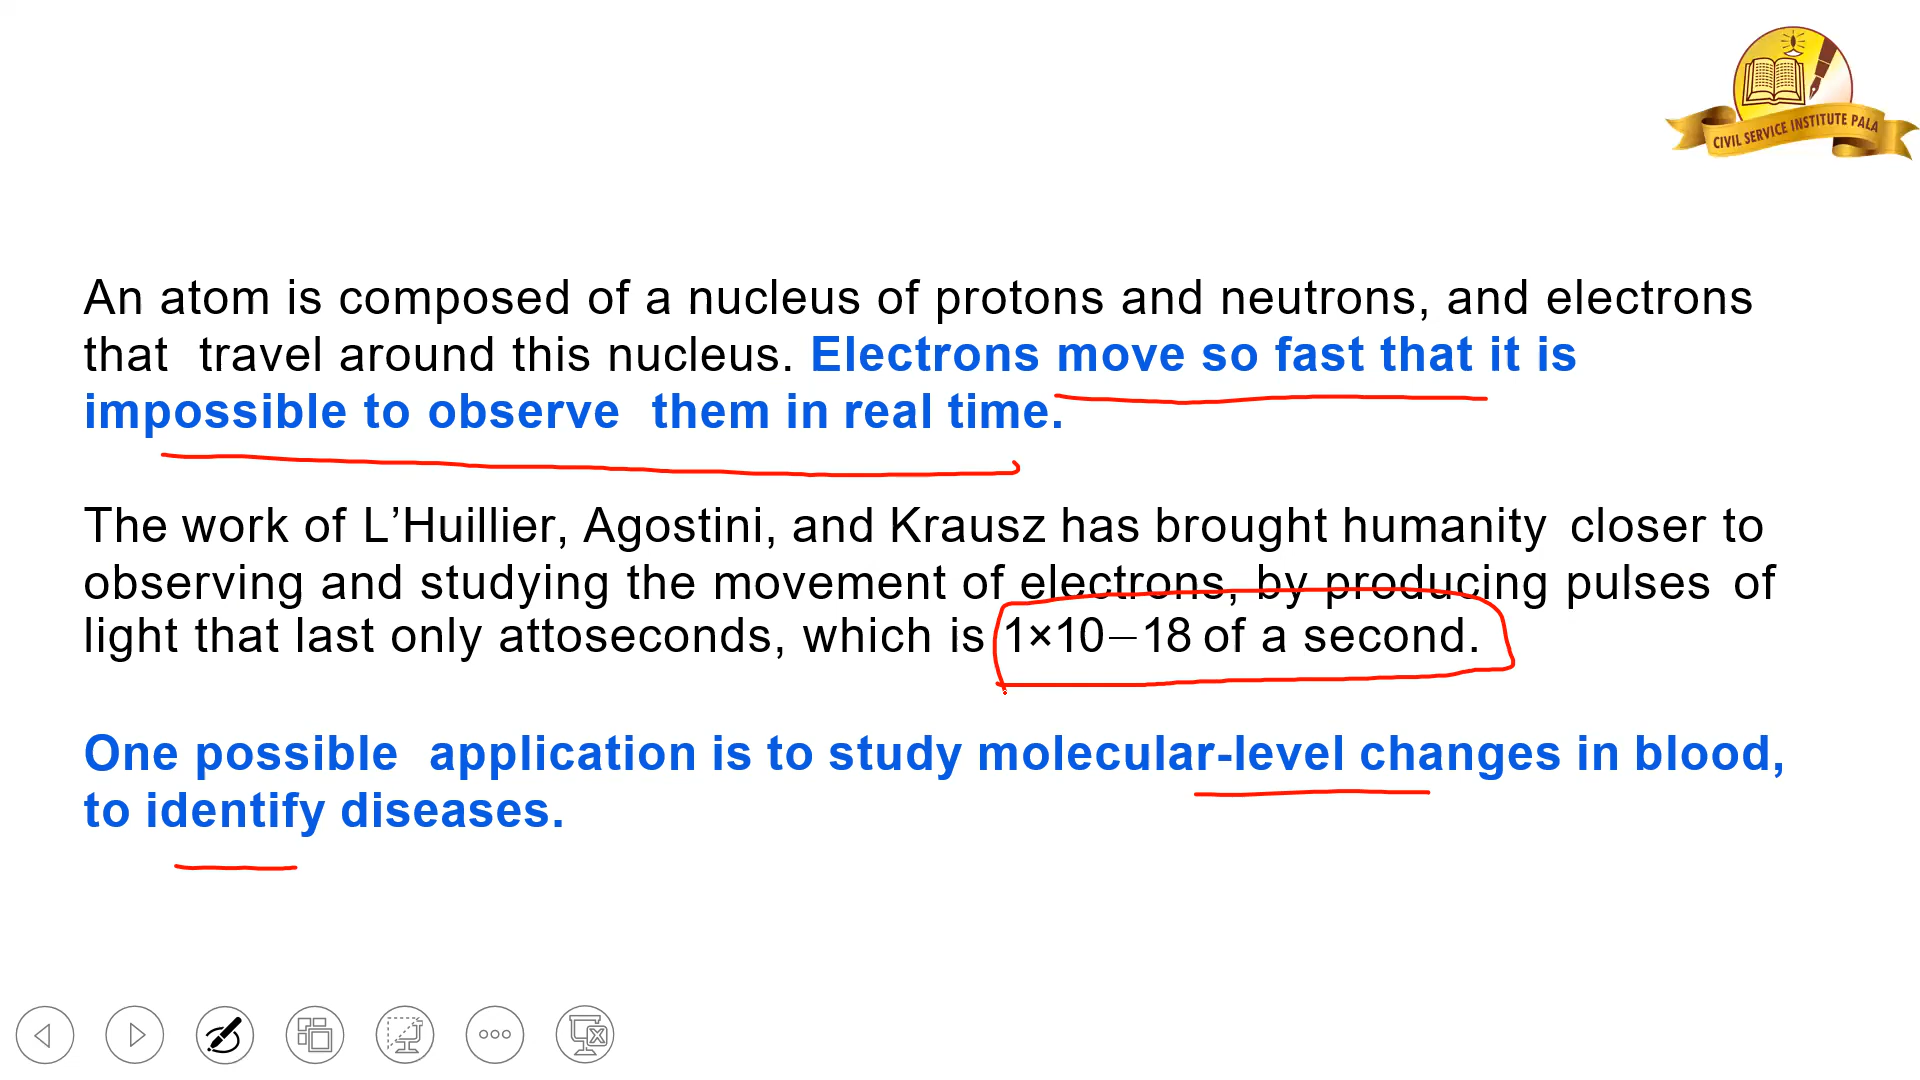 CIVIL SERVICE INSTITUTE PALA
An atom is composed of a nucleus of protons and neutrons, and electrons
that travel around this nucleus. Electrons move so fast that it is
impossible to observe them in real time.
The work of L’Huillier, Agostini, and Krausz has brought humanity closer to
observing and studying the movement of electrons, by producing pulses of
light that last only attoseconds, which is 1×10−18 of a second.
One possible application is to study molecular-level changes in blood,
to identify diseases.